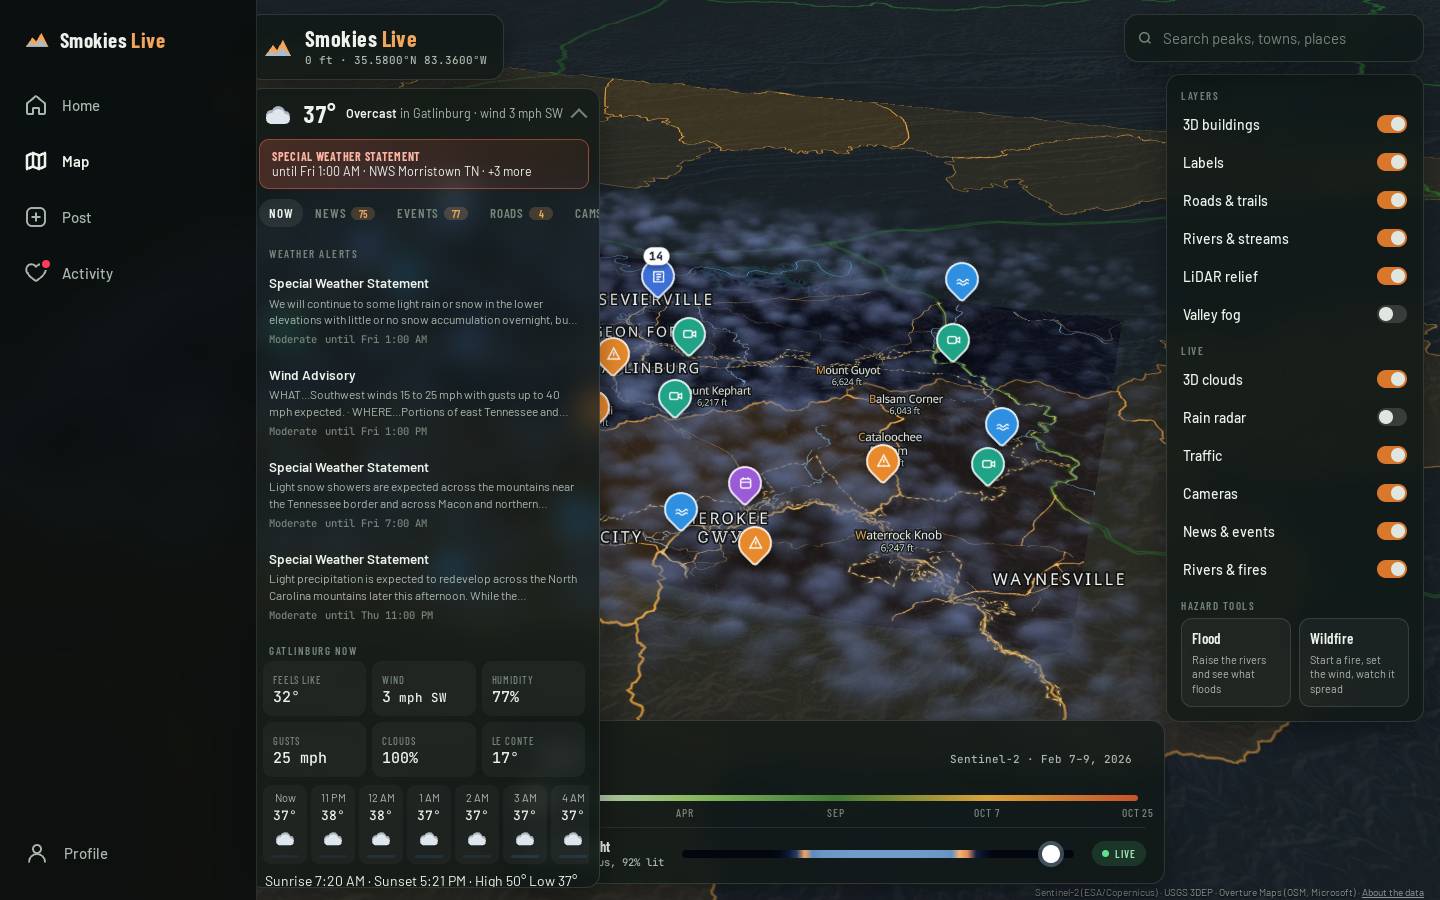 Smokies Live
Home
Map
Post
Activity
Profile
Smokies Live
0 ft · 35.5800°N 83.3600°W
37° Overcast in Gatlinburg · wind 3 mph SW
SPECIAL WEATHER STATEMENT
until Fri 1:00 AM · NWS Morristown TN · +3 more
NOW NEWS 75 EVENTS 77 ROADS 4 CAMS
WEATHER ALERTS
Special Weather Statement
We will continue to some light rain or snow in the lower
elevations with little or no snow accumulation overnight, bu…
Moderate until Fri 1:00 AM
Wind Advisory
WHAT...Southwest winds 15 to 25 mph with gusts up to 40
mph expected. · WHERE...Portions of east Tennessee and…
Moderate until Fri 1:00 PM
Special Weather Statement
Light snow showers are expected across the mountains near
the Tennessee border and across Macon and northern…
Moderate until Fri 7:00 AM
Special Weather Statement
Light precipitation is expected to redevelop across the North
Carolina mountains later this afternoon. While the…
Moderate until Thu 11:00 PM
GATLINBURG NOW
FEELS LIKE WIND HUMIDITY
32° 3 mph SW 77%
GUSTS CLOUDS LE CONTE
25 mph 100% 17°
Now 11 PM 12 AM 1 AM 2 AM 3 AM 4 AM
37° 38° 38° 37° 37° 37° 37°
Sunrise 7:20 AM · Sunset 5:21 PM · High 50° Low 37°
14
SEVIERVILLE
GEON FO
LINBURG
Mount Guyot
6,624 ft
unt Kephart
6,217 ft
Balsam Corner
6,043 ft
Cataloochee
CITY
EROKEE
ᏣᎳᎩ
Waterrock Knob
6,247 ft
WAYNESVILLE
Sentinel-2 · Feb 7–9, 2026
APR SEP OCT 7 OCT 25
ht
us, 92% lit
LIVE
Search peaks, towns, places
LAYERS
3D buildings
Labels
Roads & trails
Rivers & streams
LiDAR relief
Valley fog
LIVE
3D clouds
Rain radar
Traffic
Cameras
News & events
Rivers & fires
HAZARD TOOLS
Flood
Raise the rivers
and see what
floods
Wildfire
Start a fire, set
the wind, watch it
spread
Sentinel-2 (ESA/Copernicus) · USGS 3DEP · Overture Maps (OSM, Microsoft) · About the data